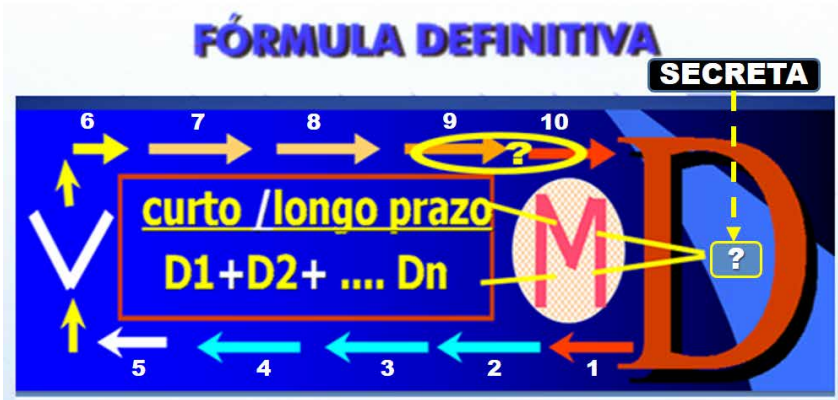 FÓRMULA DEFINITIVA
SECRETA
6 7 8 9 10
?
curto /longo prazo
D1+D2+ .... Dn
V M ? D
5 4 3 2 1